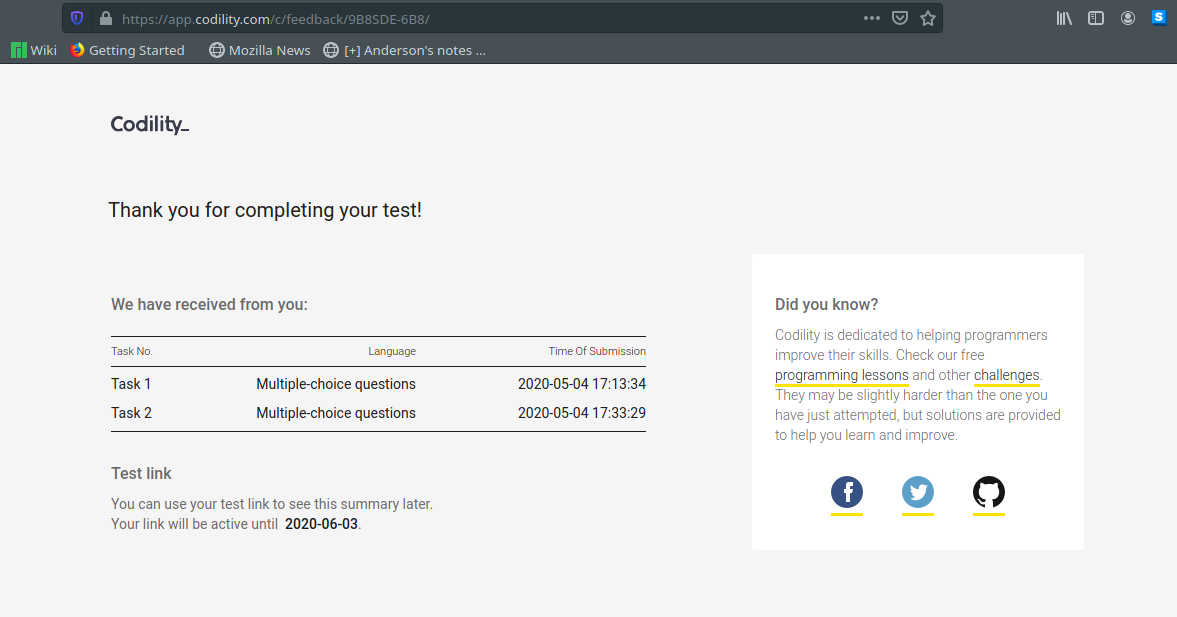 https://app.codility.com/c/feedback/9B8SDE-6B8/
S
Wiki Getting Started Mozilla News [+] Anderson's notes ...
Codility_
Thank you for completing your test!
We have received from you:
Task No. Language Time Of Submission
Task 1 Multiple-choice questions 2020-05-04 17:13:34
Task 2 Multiple-choice questions 2020-05-04 17:33:29
Test link
You can use your test link to see this summary later.
Your link will be active until 2020-06-03.
Did you know?
Codility is dedicated to helping programmers
improve their skills. Check our free
programming lessons and other challenges.
They may be slightly harder than the one you
have just attempted, but solutions are provided
to help you learn and improve.